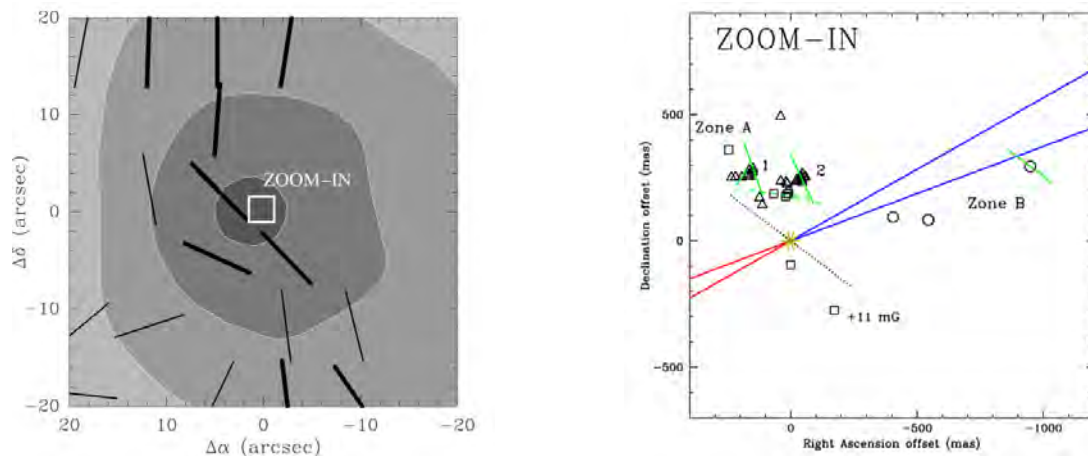 20
10
0
−10
−20
Δδ (arcsec)
ZOOM−IN
20
10
0
−10
−20
Δα (arcsec)
ZOOM−IN
500
0
−500
Declination offset (mas)
Zone A
1
2
Zone B
+11 mG
0
−500
−1000
Right Ascension offset (mas)